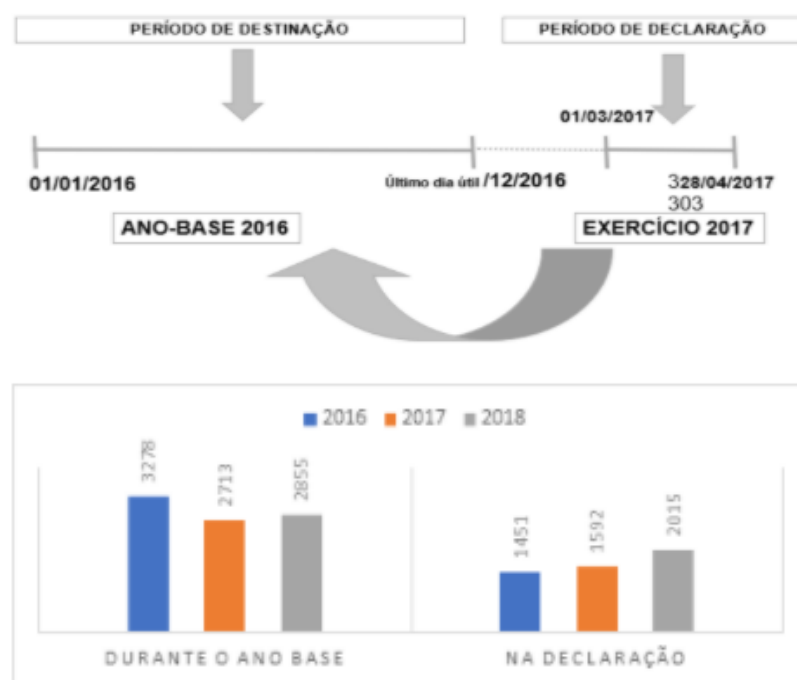 PERÍODO DE DESTINAÇÃO
PERÍODO DE DECLARAÇÃO
01/03/2017
01/01/2016
Último dia útil /12/2016
328/04/2017
303
ANO-BASE 2016
EXERCÍCIO 2017
2016 2017 2018
3278
2713
2855
1451
1592
2015
DURANTE O ANO BASE
NA DECLARAÇÃO